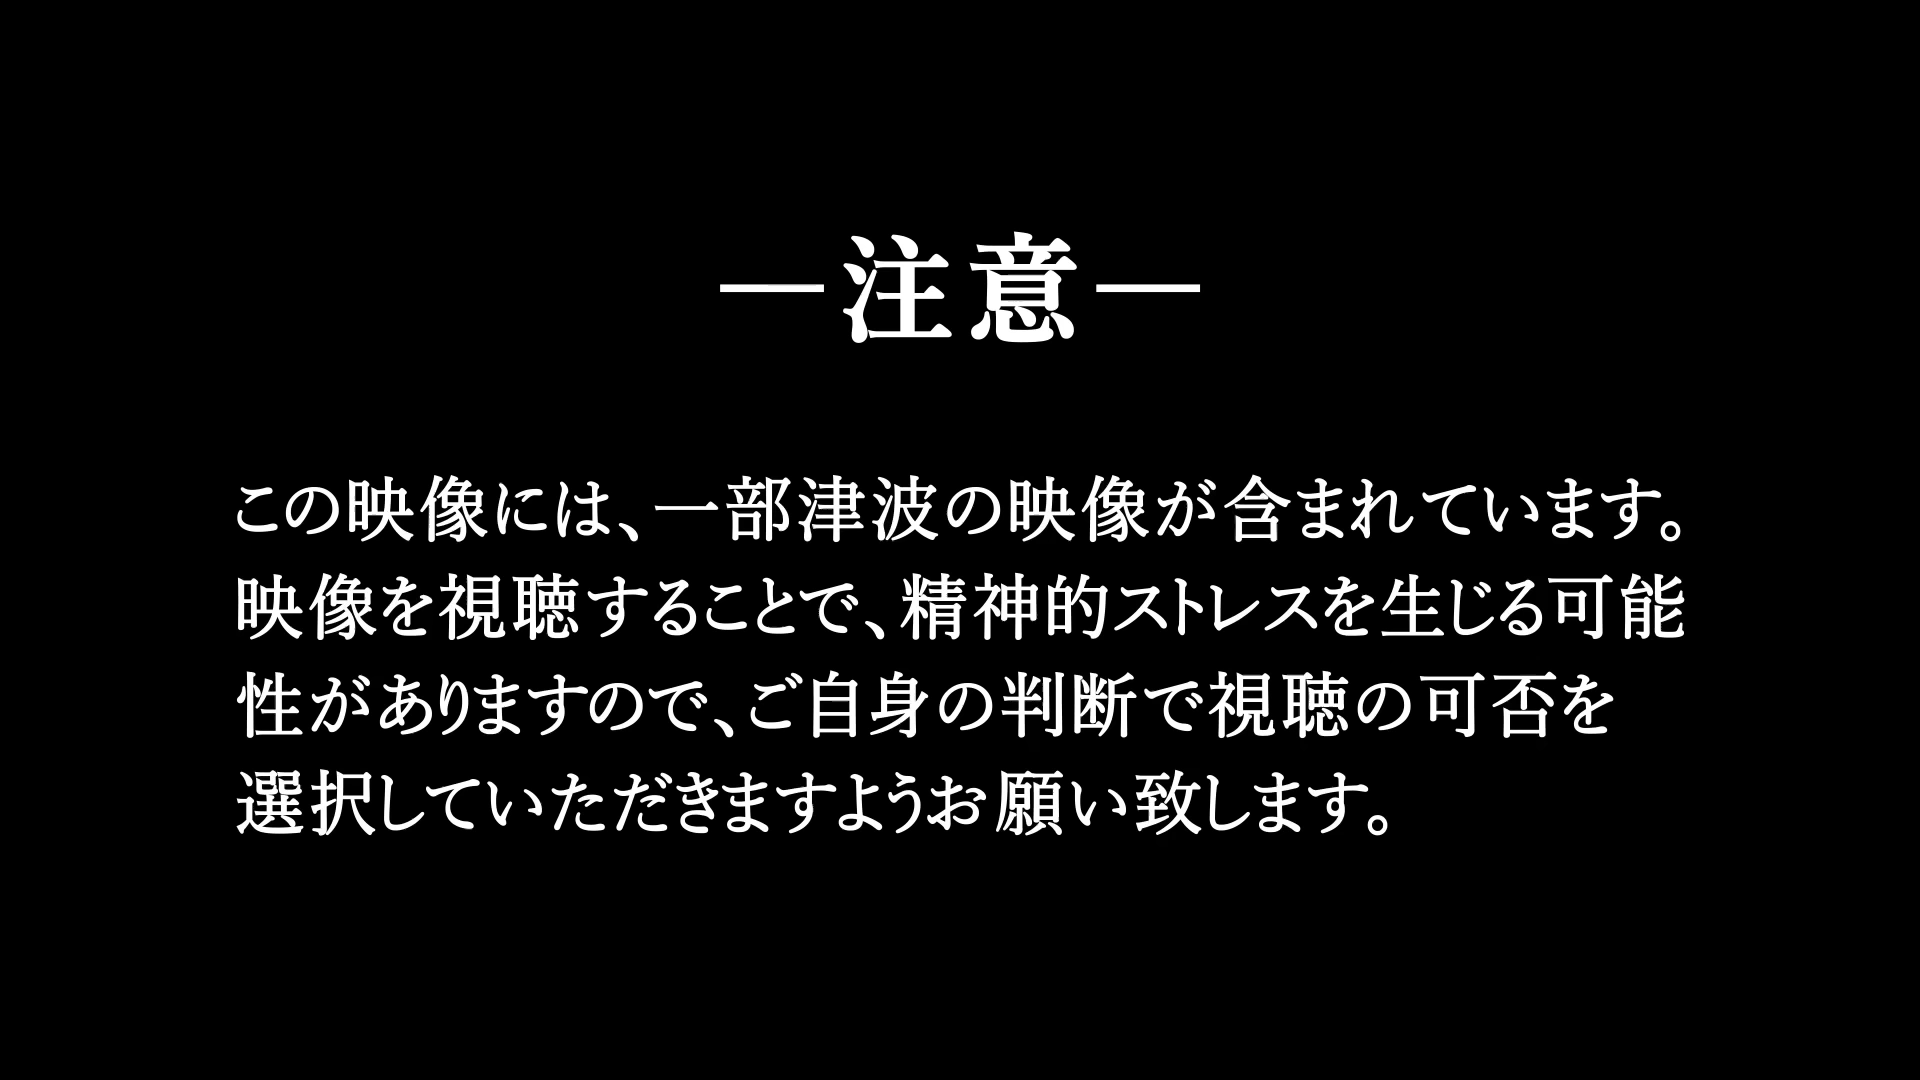 ―注意―
この映像には、一部津波の映像が含まれています。
映像を視聴することで、精神的ストレスを生じる可能
性がありますので、ご自身の判断で視聴の可否を
選択していただきますようお願い致します。